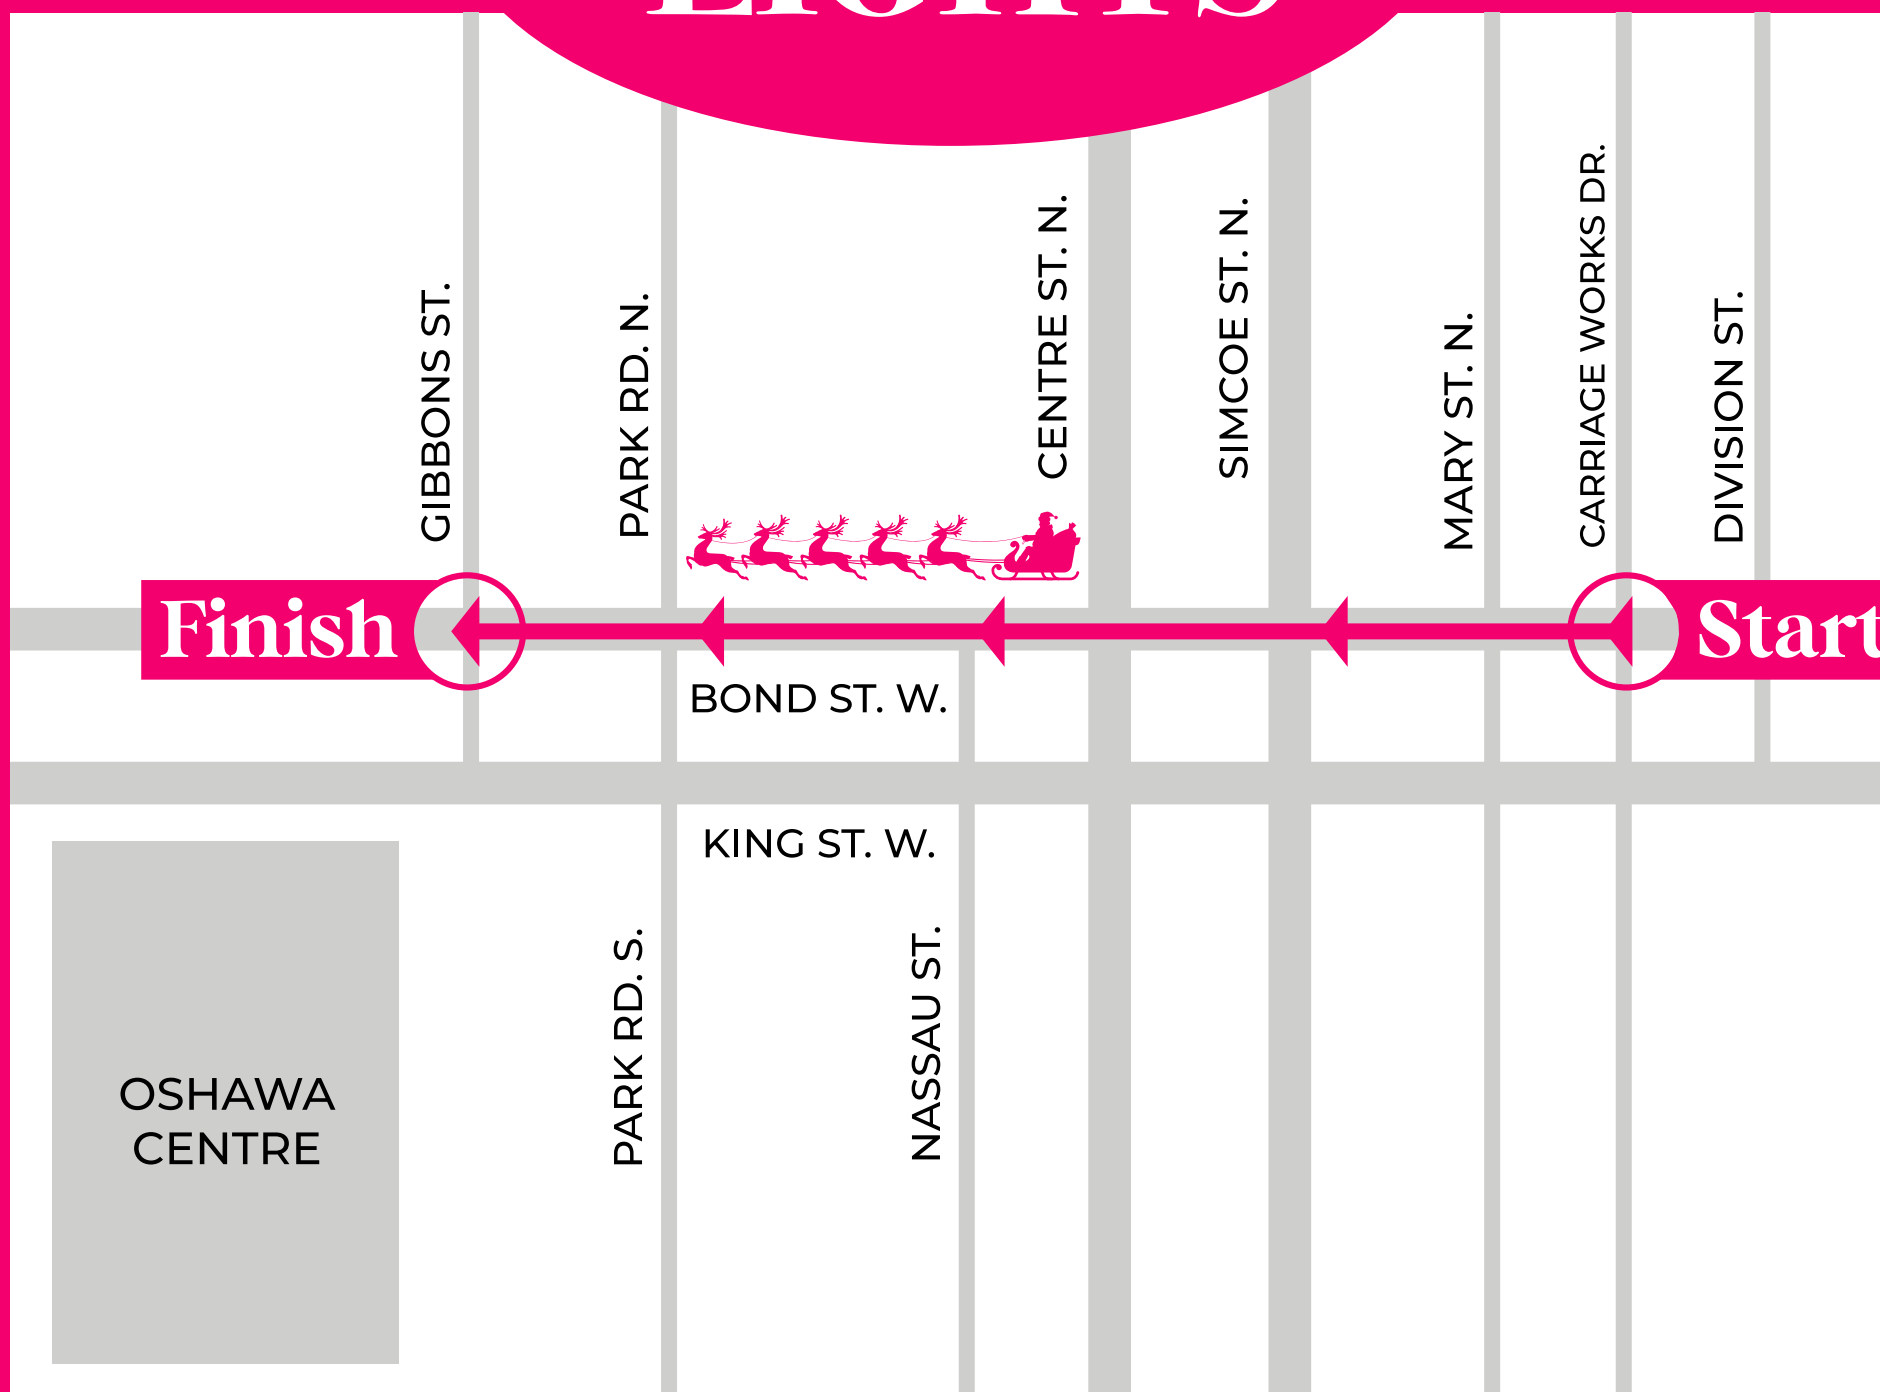 LIGHTS
GIBBONS ST.
PARK RD. N.
CENTRE ST. N.
SIMCOE ST. N.
MARY ST. N.
CARRIAGE WORKS DR.
DIVISION ST.
Finish
Start
BOND ST. W.
KING ST. W.
PARK RD. S.
NASSAU ST.
OSHAWA
CENTRE